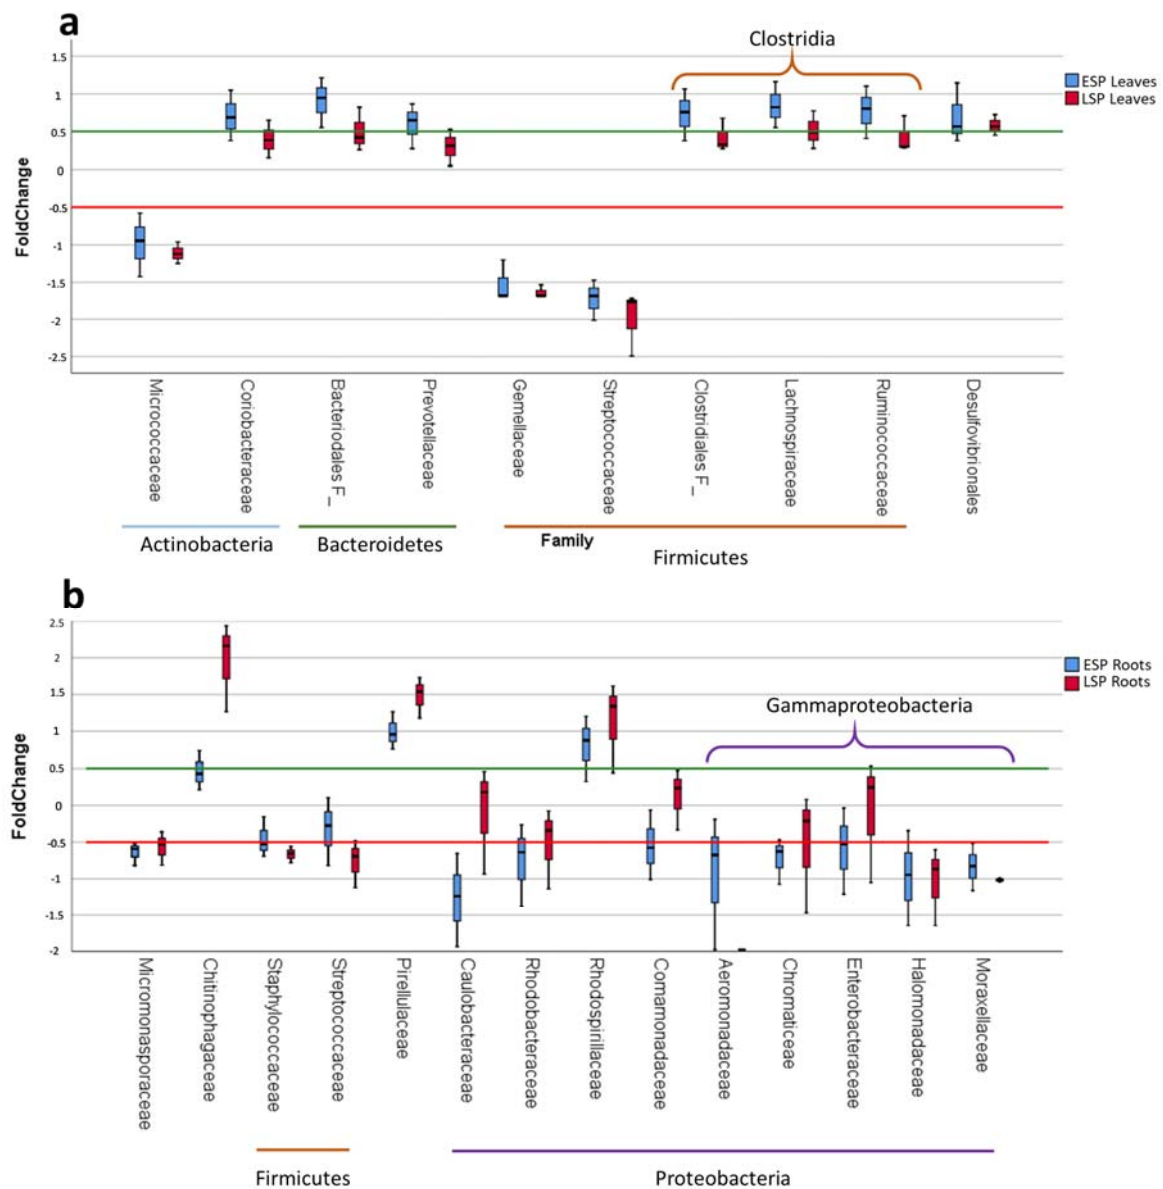 a
Clostridia
ESP Leaves
LSP Leaves
FoldChange
1.5
1
0.5
0
-0.5
-1
-1.5
-2
-2.5
Micrococcaceae
Coriobacteraceae
Bacteriodales F_
Prevotellaceae
Gemellaceae
Streptococcaceae
Clostridiales F_
Lachnospiraceae
Ruminococcaceae
Desulfovibrionales
Actinobacteria
Bacteroidetes
Family
Firmicutes
b
ESP Roots
LSP Roots
Gammaproteobacteria
FoldChange
2.5
2
1.5
1
0.5
0
-0.5
-1
-1.5
-2
Micromonasporaceae
Chitinophagaceae
Staphylococcaceae
Streptococcaceae
Pirellulaceae
Caulobacteraceae
Rhodobacteraceae
Rhodospirillaceae
Comamonadaceae
Aeromonadaceae
Chromaticeae
Enterobacteraceae
Halomonadaceae
Moraxellaceae
Firmicutes
Proteobacteria